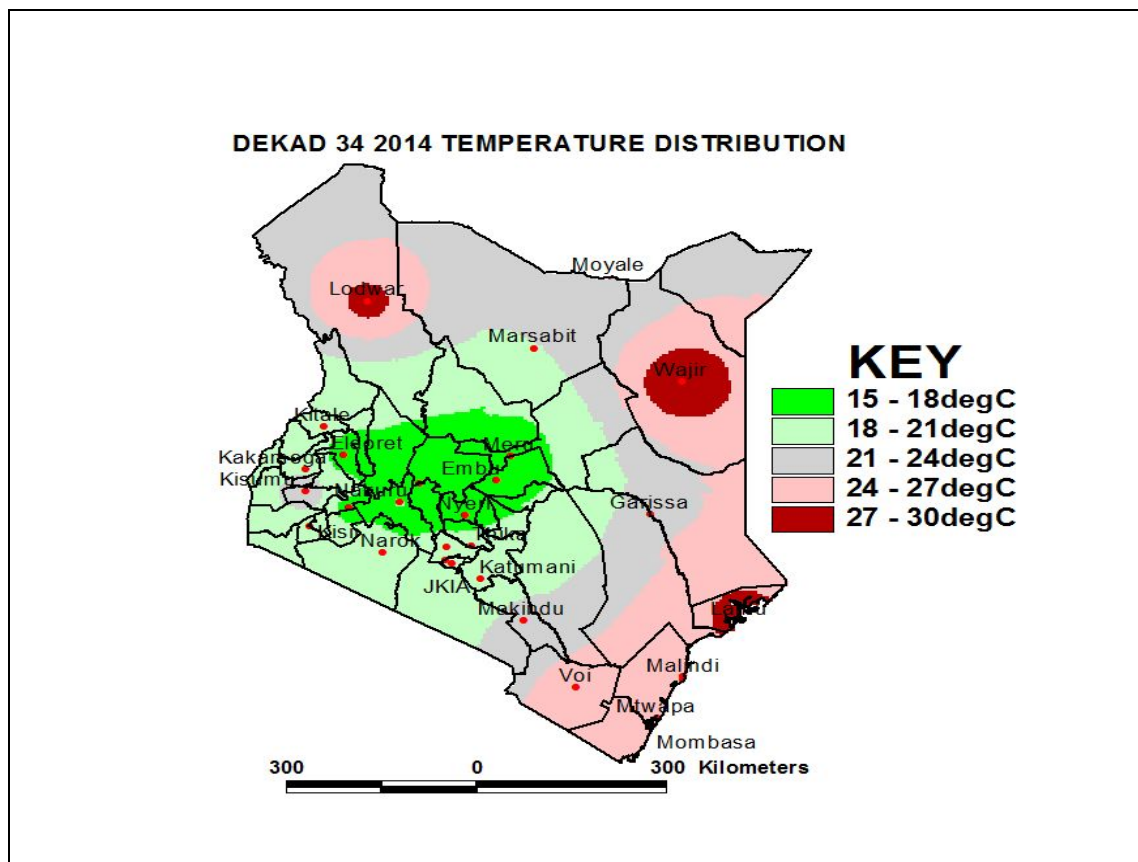 DEKAD 34 2014 TEMPERATURE DISTRIBUTION
Moyale
Lodwar
Marsabit
Wajir
KEY
15 - 18degC
18 - 21degC
21 - 24degC
24 - 27degC
27 - 30degC
Kitale
Eldoret
Meru
Kakamega
Kisumu
Embu
Nakuru
Nyeri
Garissa
Kisii
Thika
Narok
Katumani
JKIA
Makindu
Lamu
Voi
Malindi
Mtwapa
Mombasa
300 0 300 Kilometers